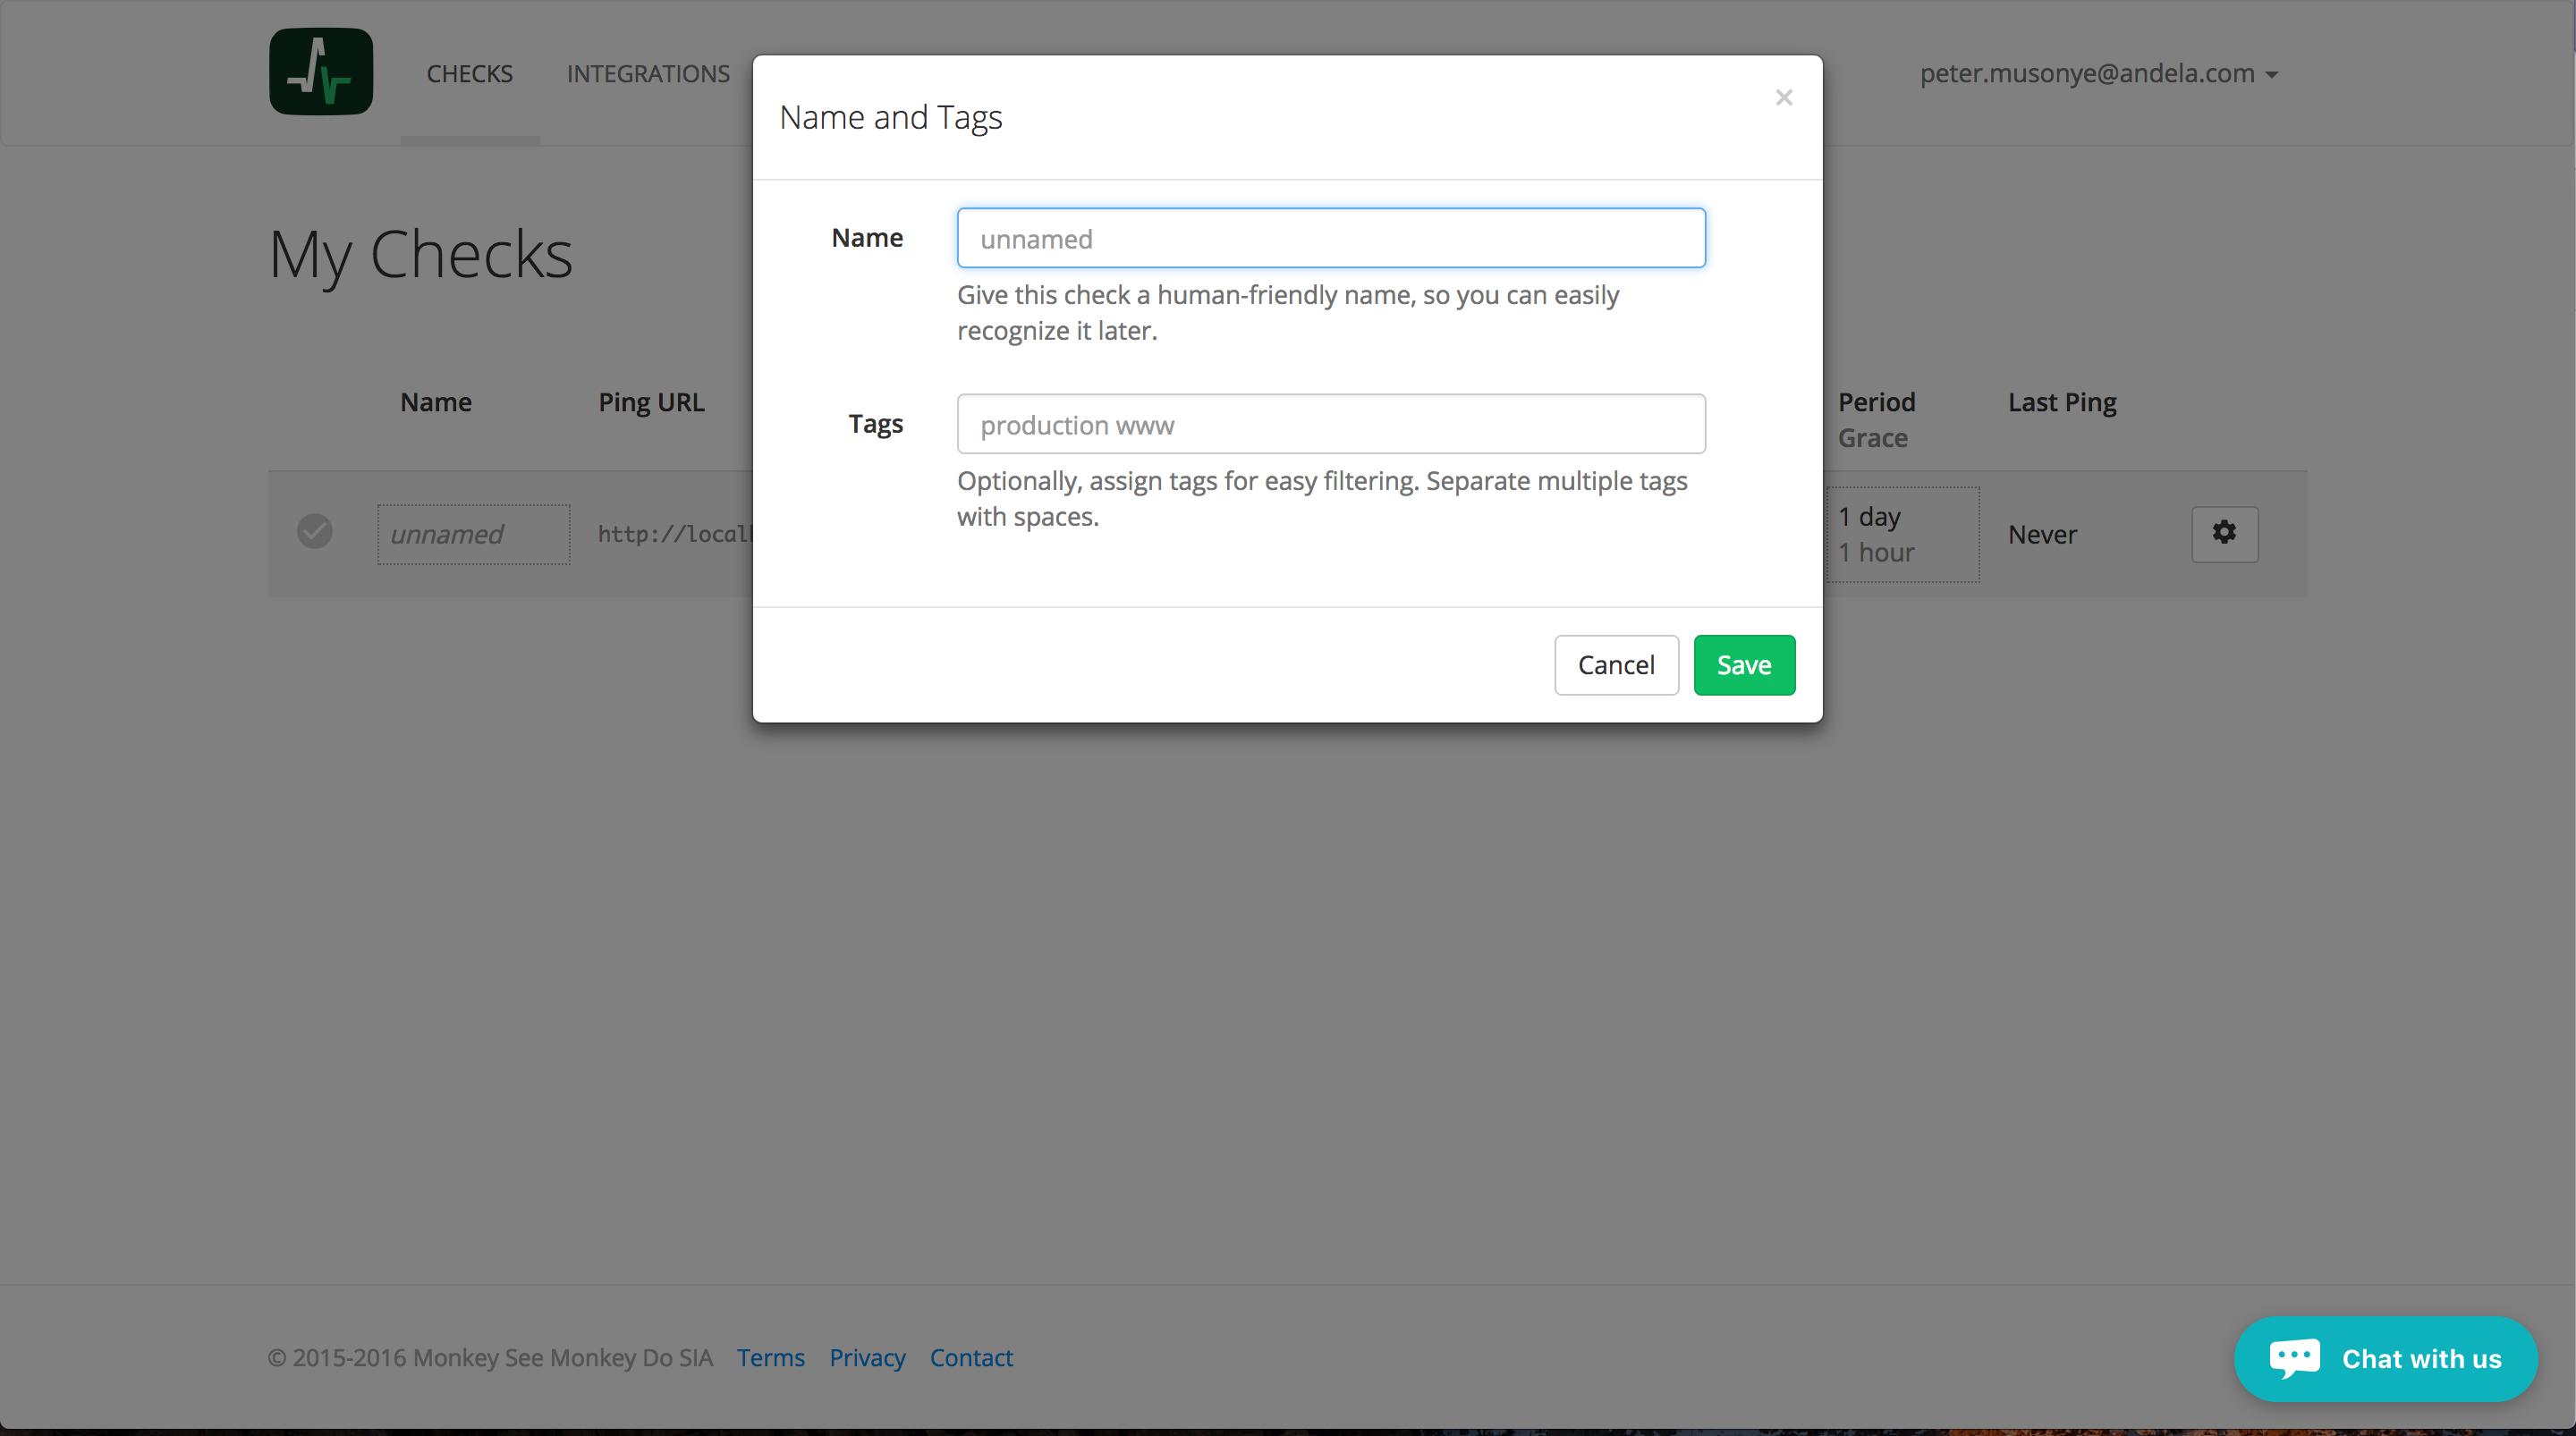 CHECKS INTEGRATIONS peter.musonye@andela.com
Name and Tags
×
Name unnamed
Give this check a human-friendly name, so you can easily
recognize it later.
Tags production www
Optionally, assign tags for easy filtering. Separate multiple tags
with spaces.
Cancel Save
My Checks
Name Ping URL Period Last Ping
Grace
unnamed http://local 1 day Never
1 hour
© 2015-2016 Monkey See Monkey Do SIA Terms Privacy Contact
Chat with us